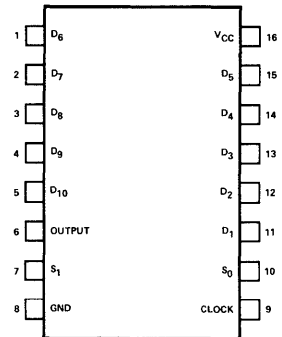 1 D6 VCC 16
2 D7 D5 15
3 D8 D4 14
4 D9 D3 13
5 D10 D2 12
6 OUTPUT D1 11
7 S1 S0 10
8 GND CLOCK 9